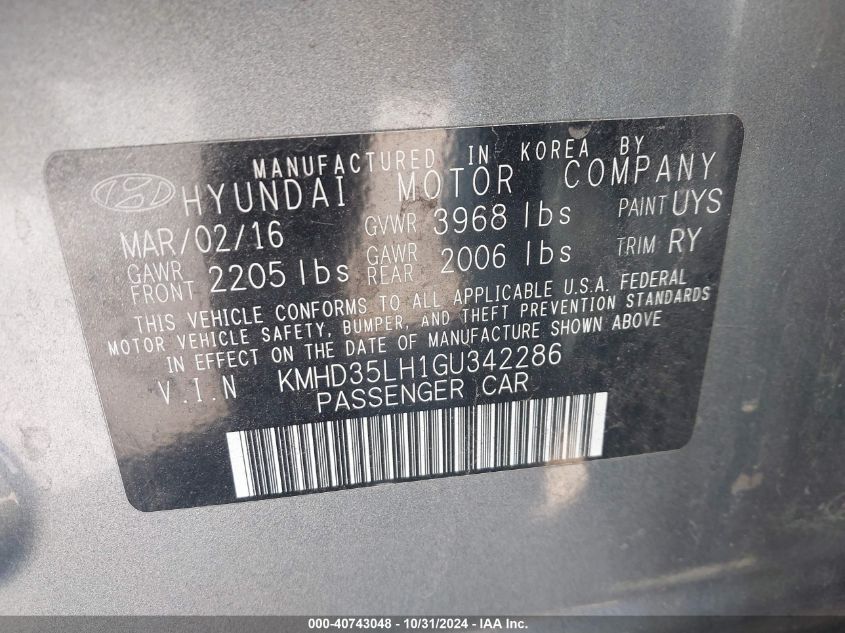 MANUFACTURED IN KOREA BY
HYUNDAI MOTOR COMPANY
MAR/02/16 GVWR 3968 lbs PAINT UYS
GAWR FRONT 2205 lbs GAWR REAR 2006 lbs TRIM RY
THIS VEHICLE CONFORMS TO ALL APPLICABLE U.S.A. FEDERAL
MOTOR VEHICLE SAFETY, BUMPER, AND THEFT PREVENTION STANDARDS
IN EFFECT ON THE DATE OF MANUFACTURE SHOWN ABOVE
V.I.N KMHD35LH1GU342286
PASSENGER CAR
000-40743048 - 10/31/2024 - IAA, Inc.